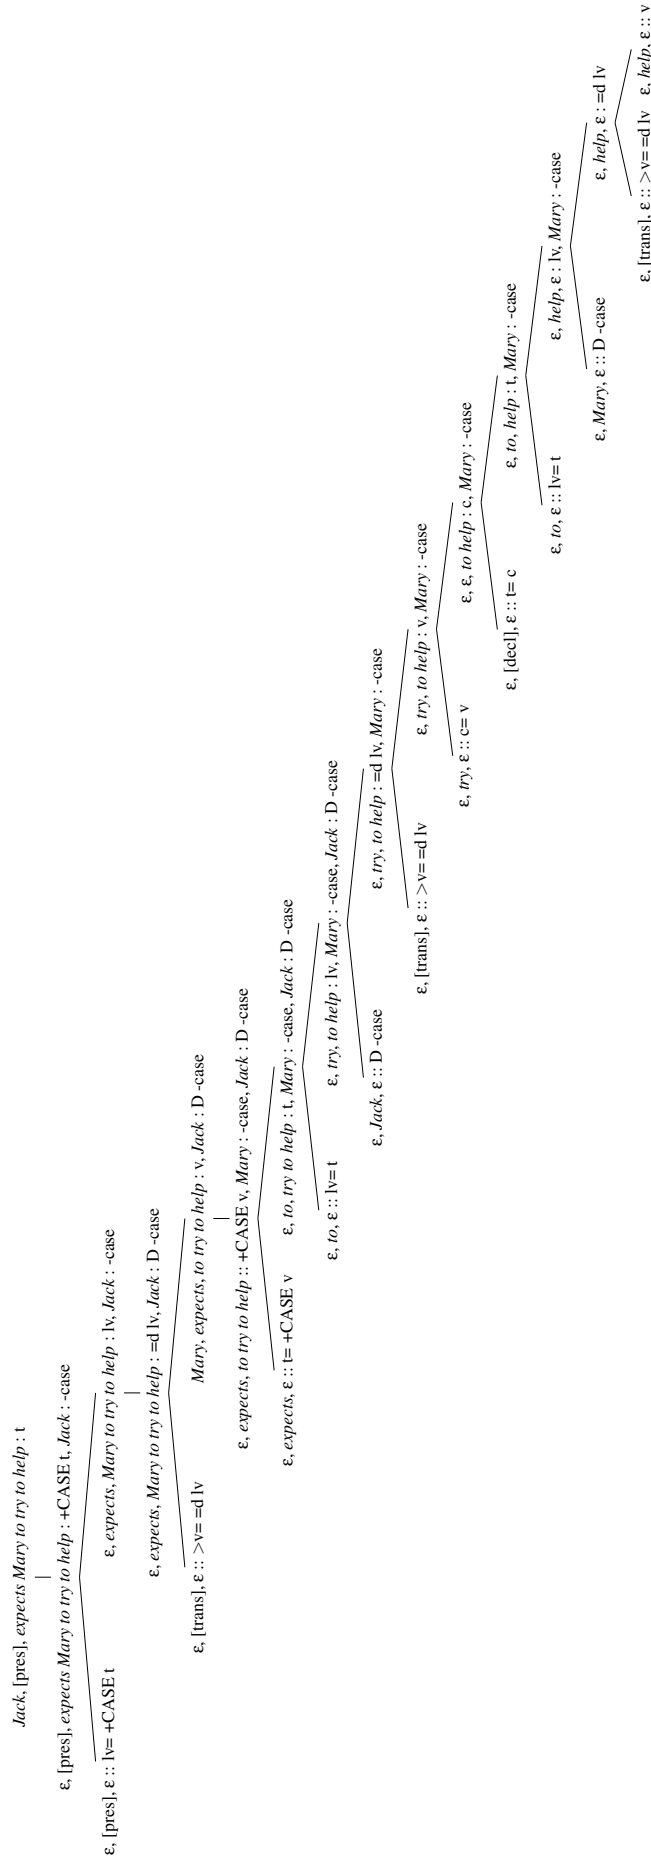 Jack, [pres], expects Mary to try to help : t
ε, [pres], expects Mary to try to help : +CASE t, Jack : -case
ε, [pres], ε :: lv= +CASE t
ε, expects, Mary to try to help : lv, Jack : -case
ε, expects, Mary to try to help : =d lv, Jack : D -case
ε, [trans], ε :: >v= =d lv
Mary, expects, to try to help : v, Jack : D -case
ε, expects, to try to help :: +CASE v, Mary : -case, Jack : D -case
ε, expects, ε :: t= +CASE v
ε, to, try to help : t, Mary : -case, Jack : D -case
ε, to, ε :: lv= t
ε, try, to help : lv, Mary : -case, Jack : D -case
ε, Jack, ε :: D -case
ε, try, to help : =d lv, Mary : -case
ε, [trans], ε :: >v= =d lv
ε, try, to help : v, Mary : -case
ε, try, ε :: c= v
ε, ε, to help : c, Mary : -case
ε, [decl], ε :: t= c
ε, to, help : t, Mary : -case
ε, to, ε :: lv= t
ε, help, ε : lv, Mary : -case
ε, Mary, ε :: D -case
ε, help, ε : =d lv
ε, [trans], ε :: >v= =d lv
ε, help, ε :: v